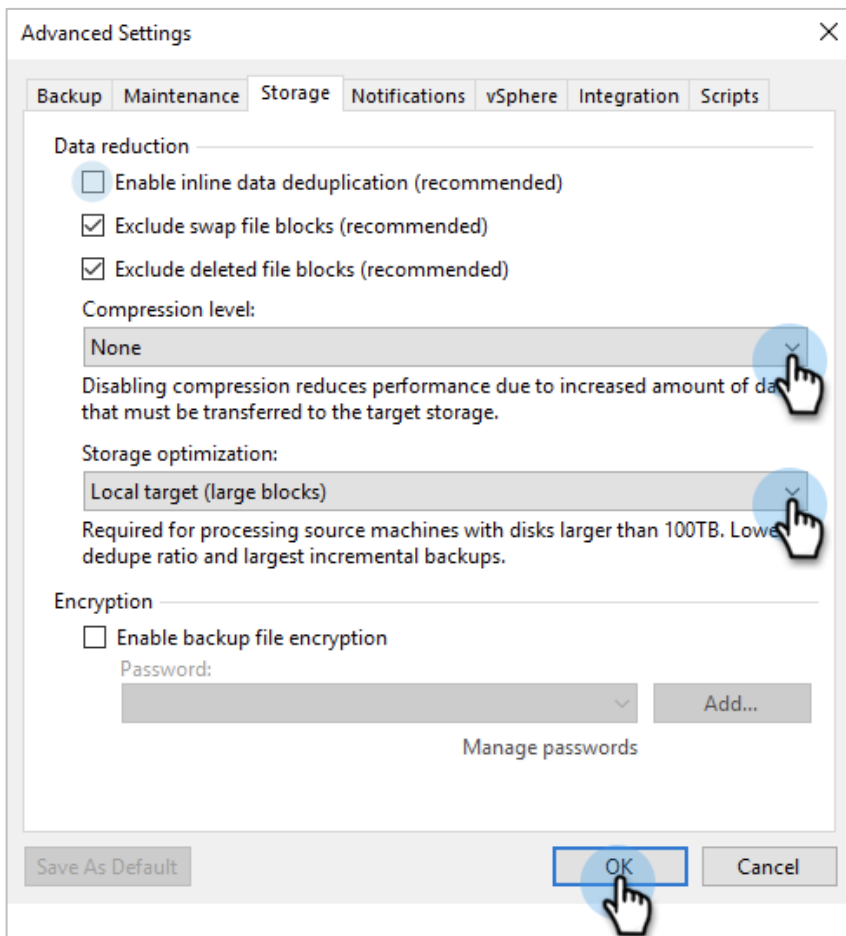 Advanced Settings
Backup Maintenance Storage Notifications vSphere Integration Scripts
Data reduction
Enable inline data deduplication (recommended)
Exclude swap file blocks (recommended)
Exclude deleted file blocks (recommended)
Compression level:
None
Disabling compression reduces performance due to increased amount of
that must be transferred to the target storage.
Storage optimization:
Local target (large blocks)
Required for processing source machines with disks larger than 100TB.
dedupe ratio and largest incremental backups.
Encryption
Enable backup file encryption
Password:
Add...
Manage passwords
Save As Default OK Cancel